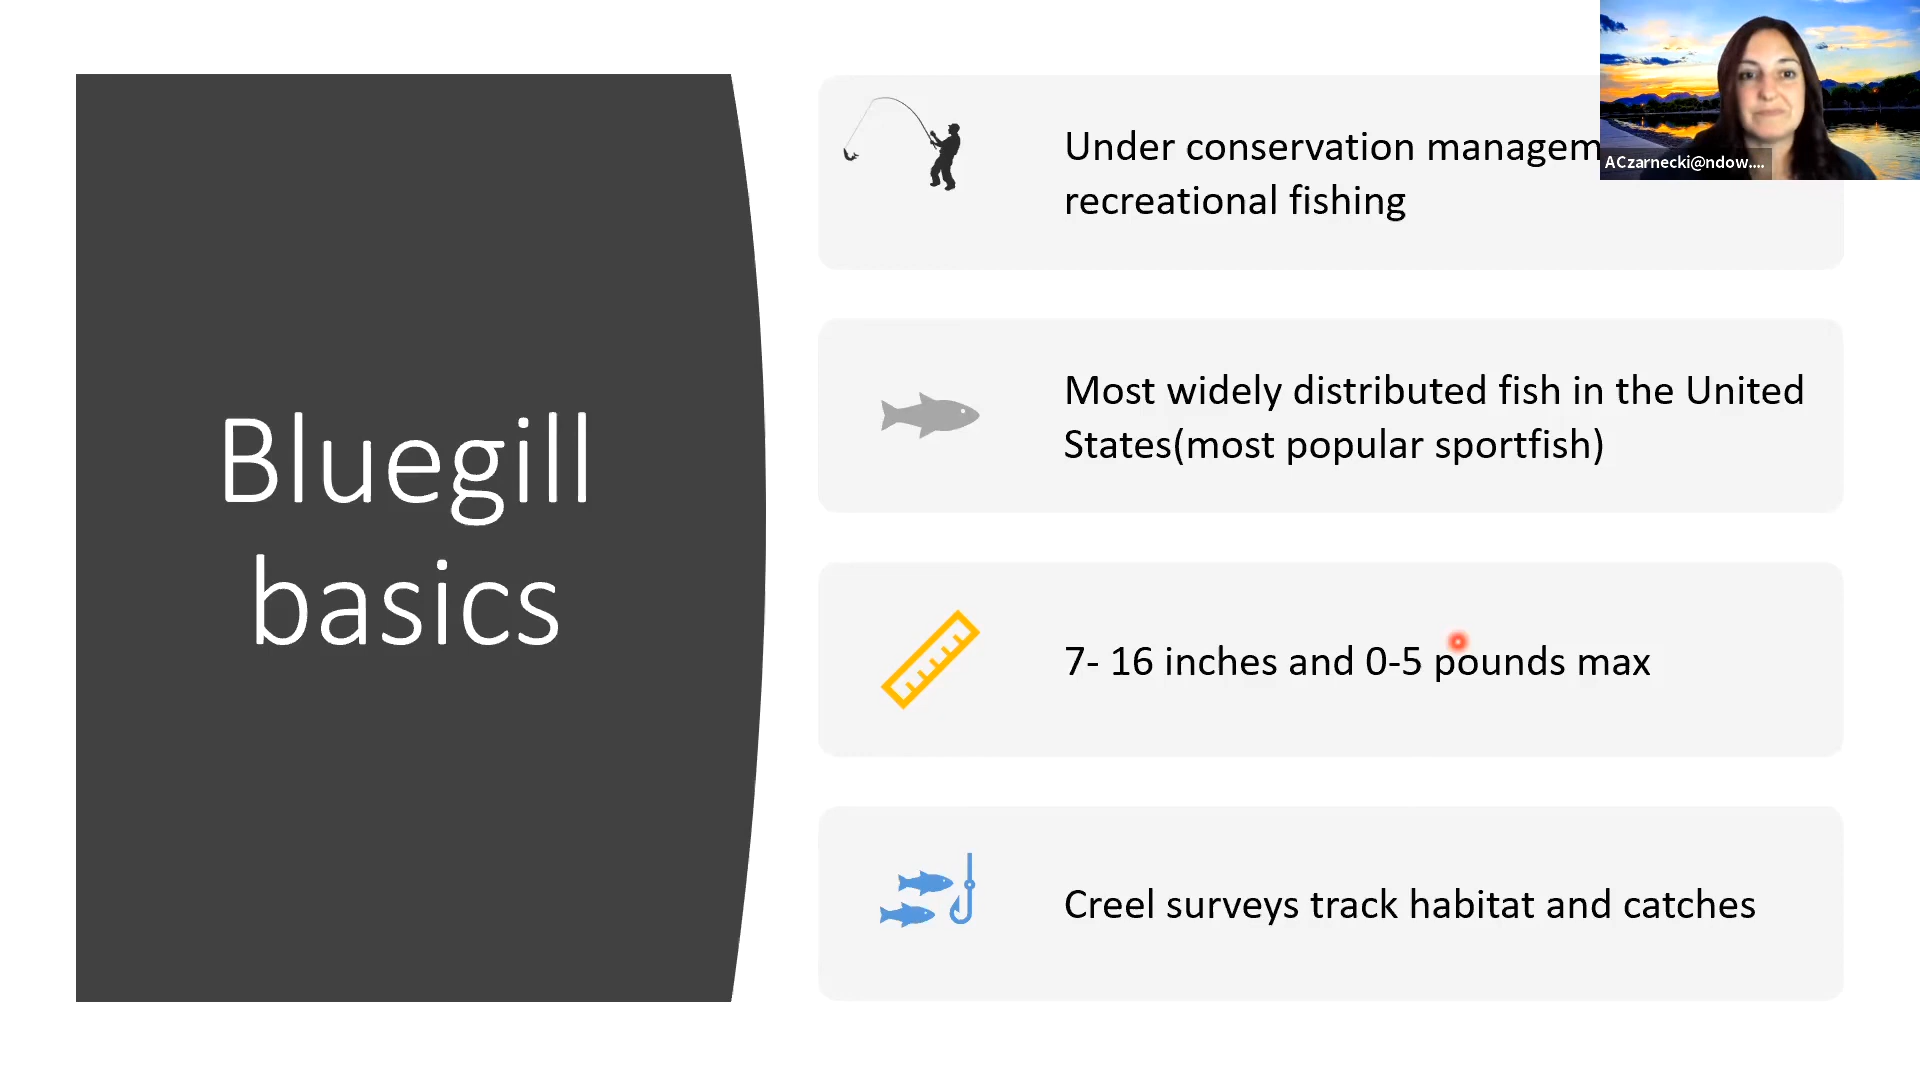 Bluegill
basics
Under conservation managem
recreational fishing
Most widely distributed fish in the United
States(most popular sportfish)
7- 16 inches and 0-5 pounds max
Creel surveys track habitat and catches
ACzarnecki@ndow....